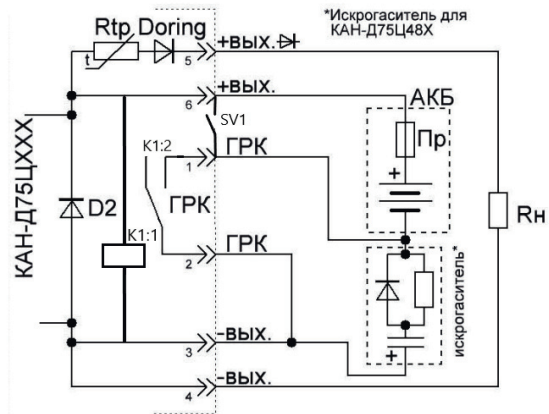 *Искрогаситель для
КАН-Д75Ц48Х
Rtp Doring
t
5
+ВЫХ.
6
+ВЫХ.
SV1
АКБ
Пр
+
K1:2
1
ГРК
ГРК
КАН-Д75ЦХХХ
D2
K1:1
Rн
2
ГРК
искрогаситель*
3
-ВЫХ.
+
4
-ВЫХ.